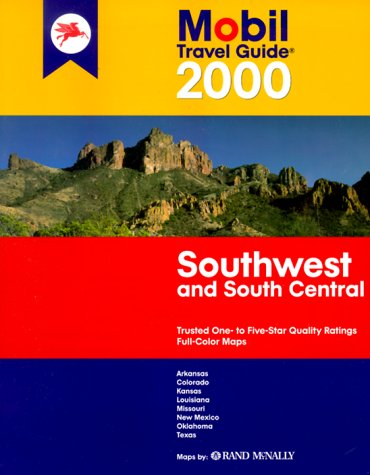 Mobil
Travel Guide®
2000
Southwest
and South Central
Trusted One- to Five-Star Quality Ratings
Full-Color Maps
Arkansas
Colorado
Kansas
Louisiana
Missouri
New Mexico
Oklahoma
Texas
Maps by: RAND McNALLY